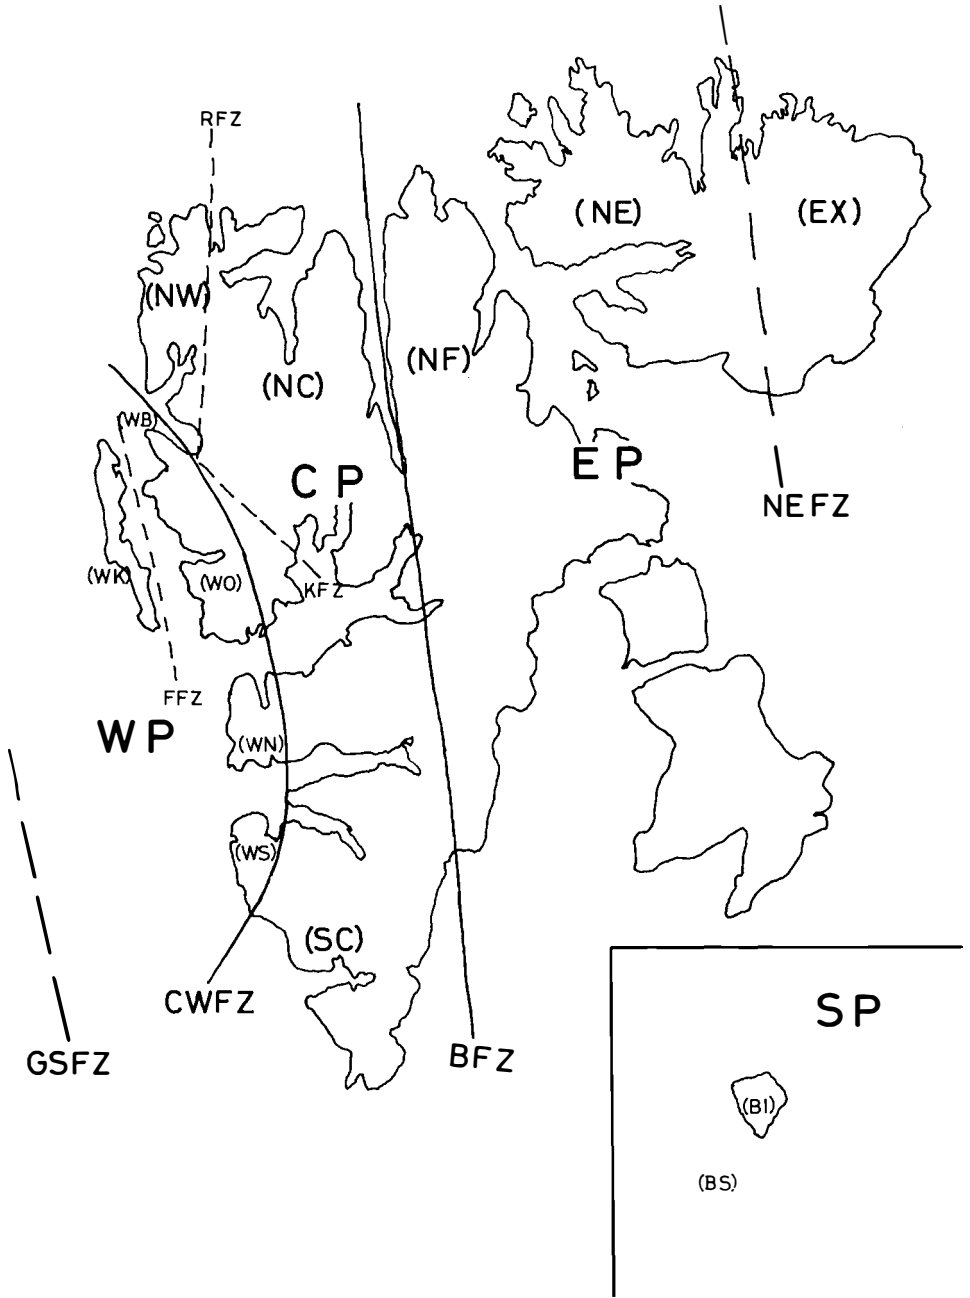 RFZ
(NE)
(EX)
(NW)
(NF)
(NC)
(WB)
EP
CP
NEFZ
(WK)
(WO)
KFZ
FFZ
WP
(WN)
(WS)
(SC)
CWFZ
SP
BFZ
GSFZ
(BI)
(BS)